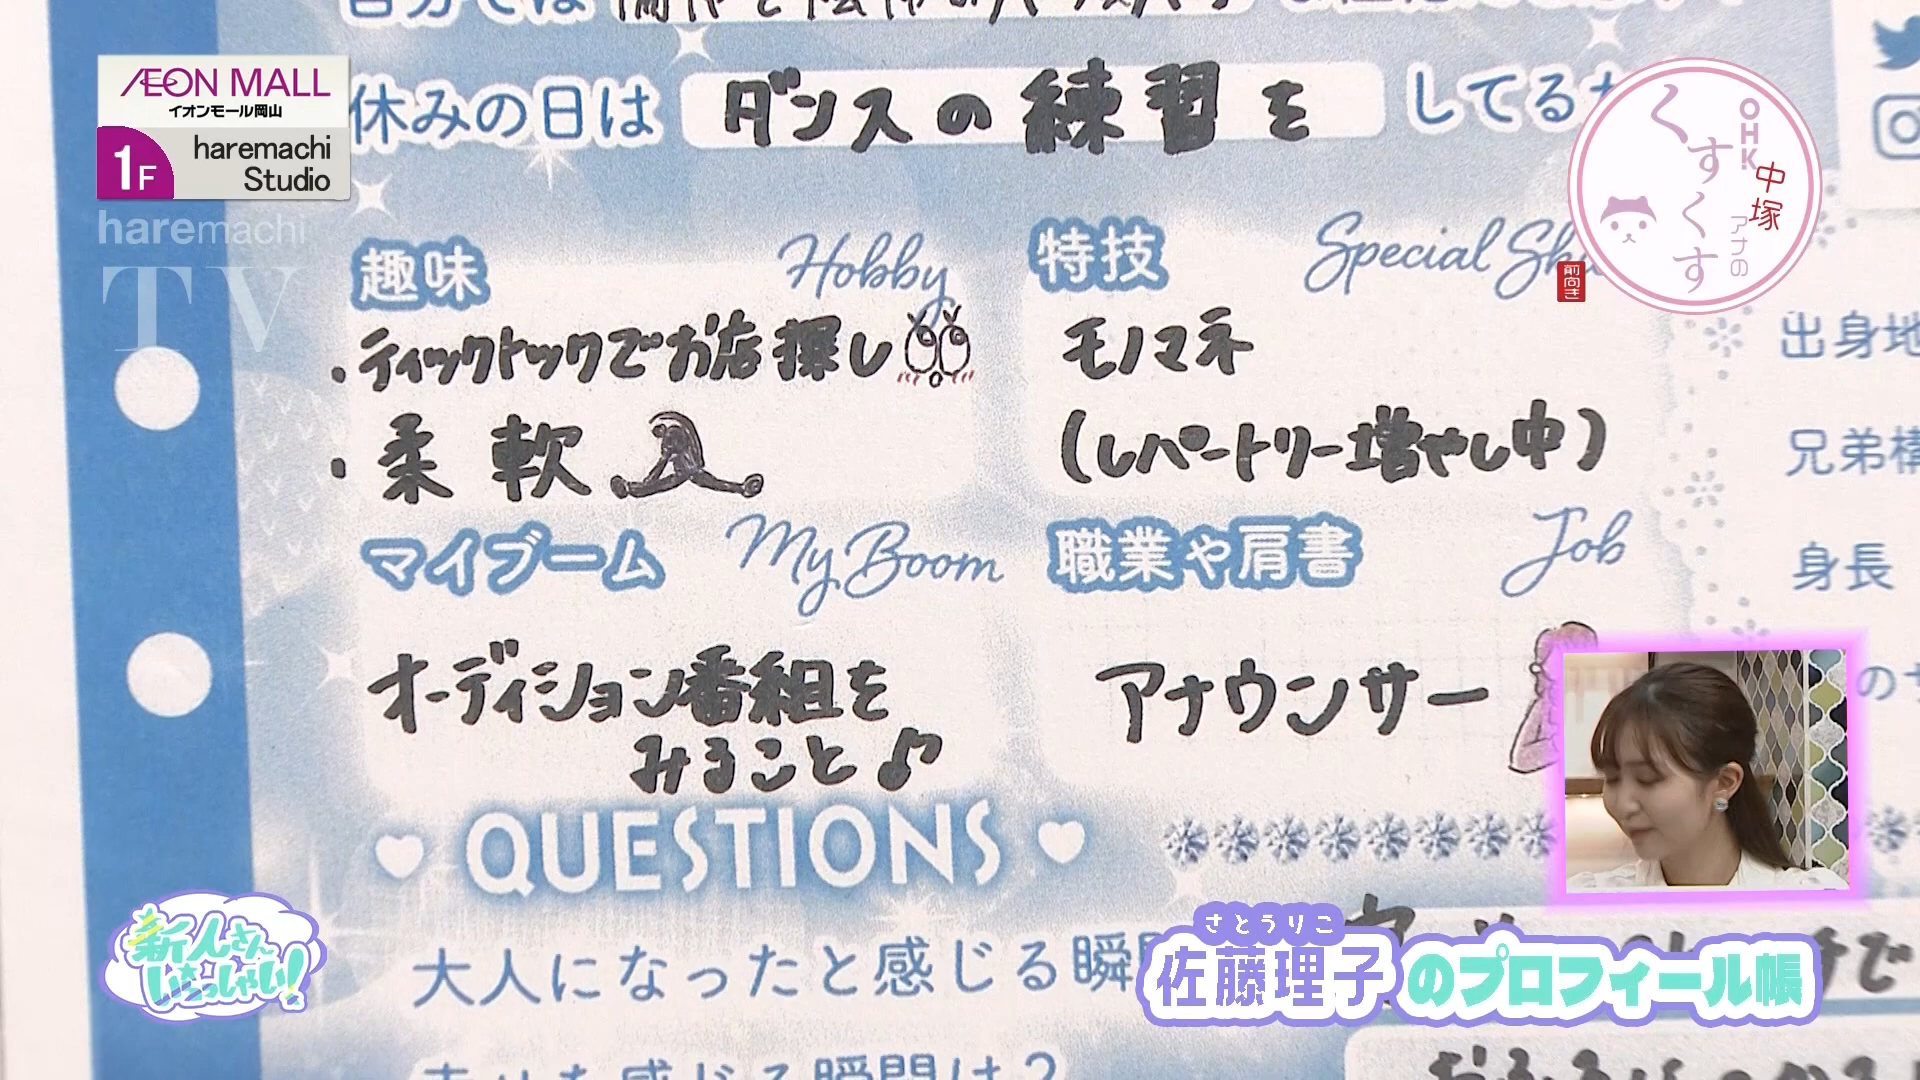 自分では
休みの日は ダンスの練習を してるか
AEON MALL
イオンモール岡山
1F
haremachi
Studio
haremachi
TV
OHK
中塚
アナの
くすくす
前向き
趣味 Hobby
・ティックトックでお店探し
・柔軟
特技 Special
モノマネ
(レパートリー増やし中)
マイブーム My Boom
オーディション番組を
みること♪
職業や肩書 Job
アナウンサー
出身地
兄弟構
身長
QUESTIONS
大人になったと感じる瞬
新人さん
いらっしゃい!
さとうりこ
佐藤理子のプロフィール帳